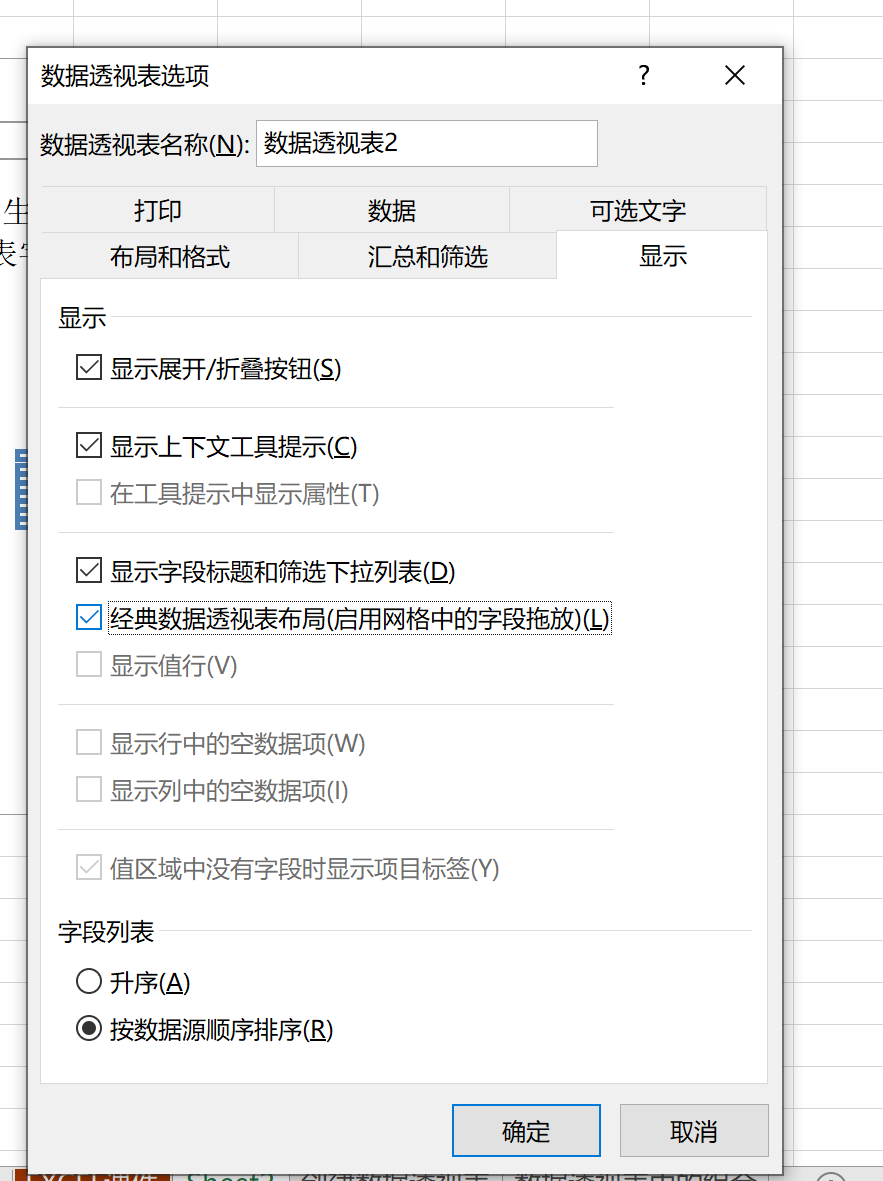 数据透视表选项
?
数据透视表名称(N):
数据透视表2
打印
数据
可选文字
布局和格式
汇总和筛选
显示
生
显示
显示展开/折叠按钮(S)
显示上下文工具提示(C)
在工具提示中显示属性(T)
显示字段标题和筛选下拉列表(D)
经典数据透视表布局(启用网格中的字段拖放)(L)
显示值行(V)
显示行中的空数据项(W)
显示列中的空数据项(I)
值区域中没有字段时显示项目标签(Y)
字段列表
升序(A)
按数据源顺序排序(R)
确定
取消